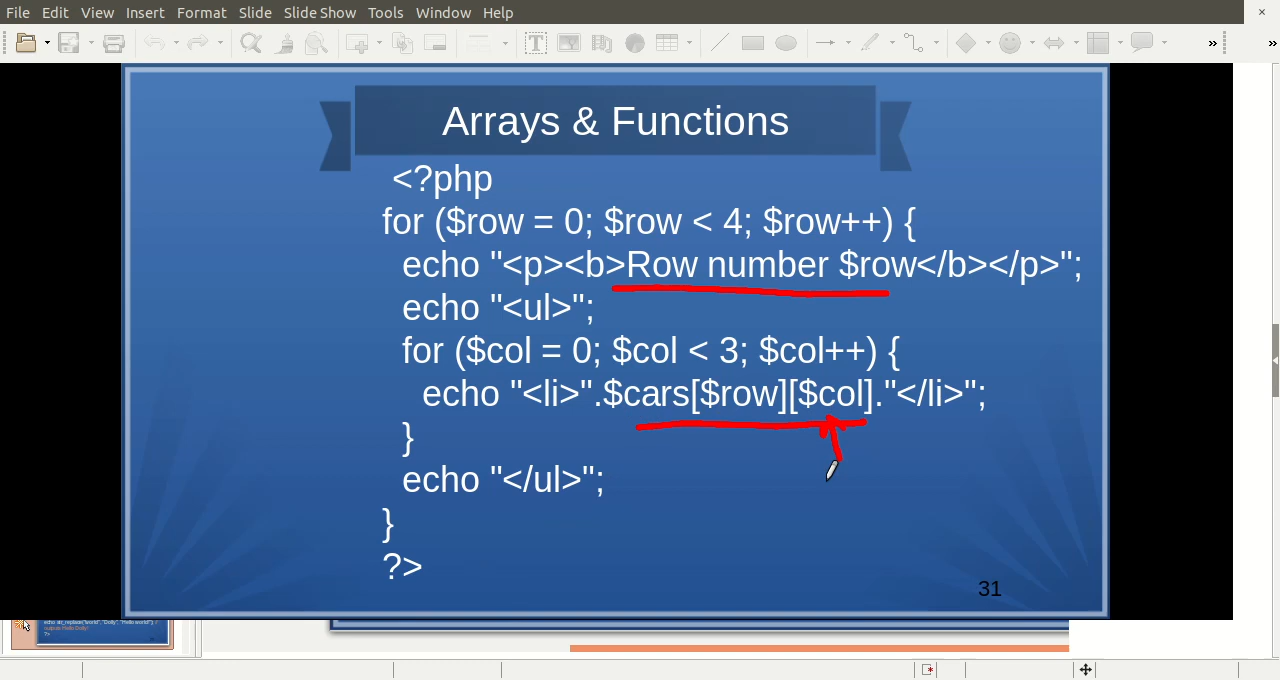 File Edit View Insert Format Slide Slide Show Tools Window Help
Arrays & Functions
<?php
for ($row = 0; $row < 4; $row++) {
echo "<p><b>Row number $row</b></p>";
echo "<ul>";
for ($col = 0; $col < 3; $col++) {
echo "<li>".$cars[$row][$col]."</li>";
}
echo "</ul>";
}
?>
31